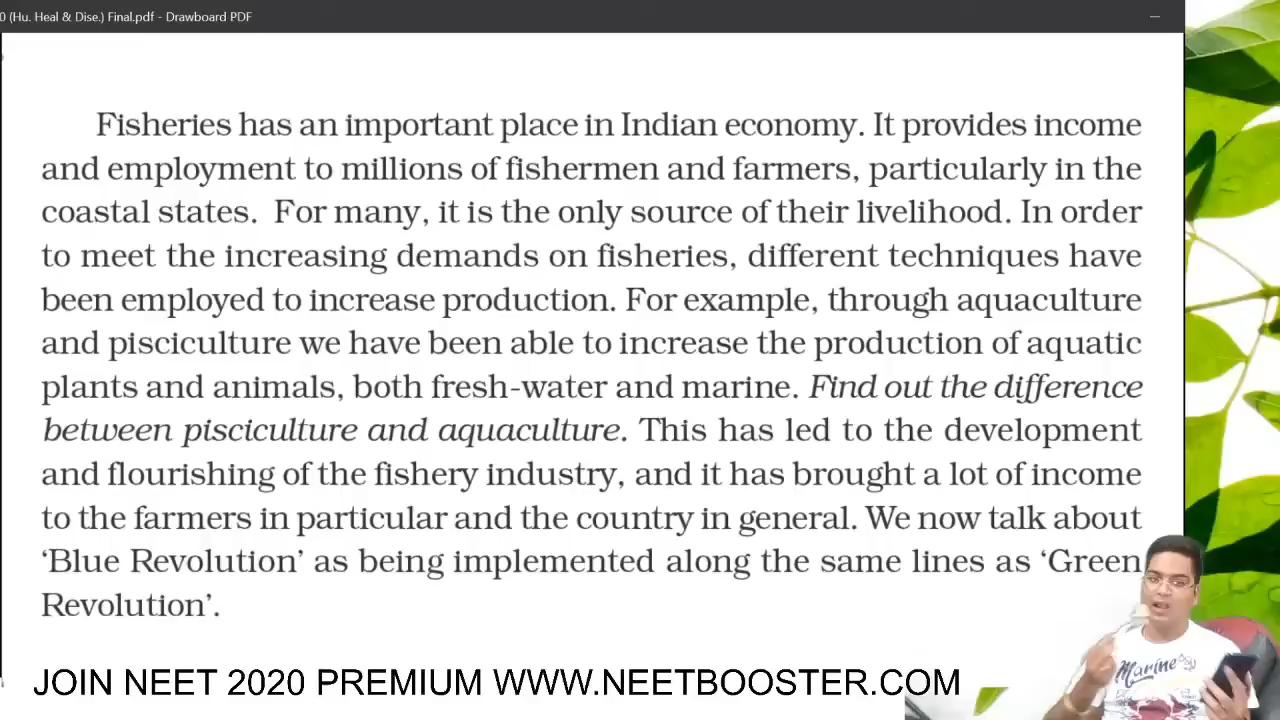 0 (Hu. Heal & Dise.) Final.pdf - Drawboard PDF
Fisheries has an important place in Indian economy. It provides income
and employment to millions of fishermen and farmers, particularly in the
coastal states. For many, it is the only source of their livelihood. In order
to meet the increasing demands on fisheries, different techniques have
been employed to increase production. For example, through aquaculture
and pisciculture we have been able to increase the production of aquatic
plants and animals, both fresh-water and marine. Find out the difference
between pisciculture and aquaculture. This has led to the development
and flourishing of the fishery industry, and it has brought a lot of income
to the farmers in particular and the country in general. We now talk about
‘Blue Revolution’ as being implemented along the same lines as ‘Green
Revolution’.
JOIN NEET 2020 PREMIUM WWW.NEETBOOSTER.COM
Marine